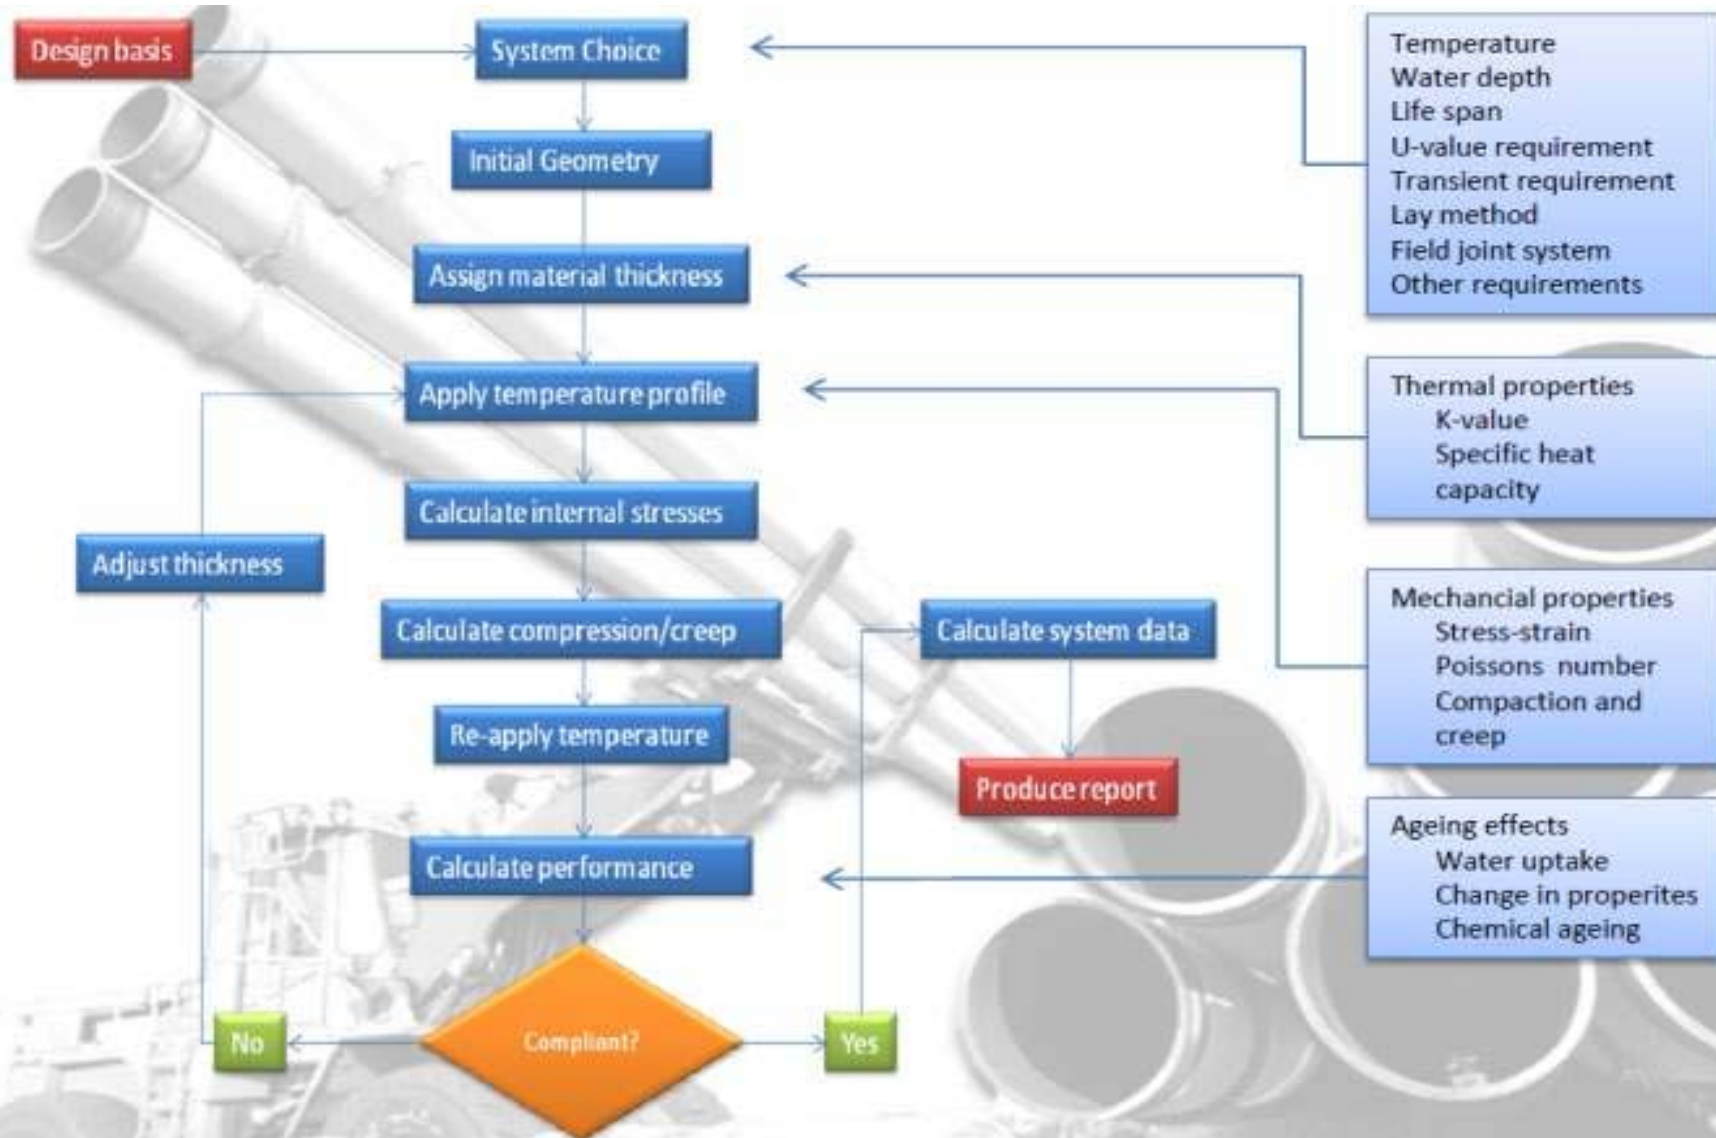 Design basis
System Choice
Initial Geometry
Assign material thickness
Apply temperature profile
Calculate internal stresses
Adjust thickness
Calculate compression/creep
Calculate system data
Re-apply temperature
Produce report
Calculate performance
Compliant?
No
Yes
Temperature
Water depth
Life span
U-value requirement
Transient requirement
Lay method
Field joint system
Other requirements
Thermal properties
K-value
Specific heat
capacity
Mechancial properties
Stress-strain
Poissons number
Compaction and
creep
Ageing effects
Water uptake
Change in properites
Chemical ageing